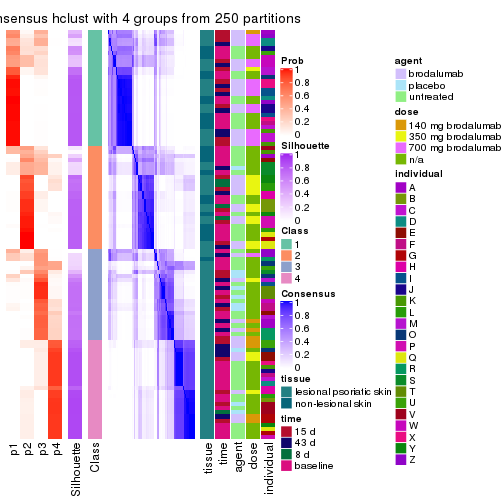 nsensus hclust with 4 groups from 250 partitions
p1
p2
p3
p4
Silhouette
Class
tissue
time
agent
dose
individual
Prob
1
0.8
0.6
0.4
0.2
0
Silhouette
1
0.8
0.6
0.4
0.2
0
Class
1
2
3
4
Consensus
1
0.8
0.6
0.4
0.2
0
tissue
lesional psoriatic skin
non-lesional skin
time
15 d
43 d
8 d
baseline
agent
brodalumab
placebo
untreated
dose
140 mg brodalumab
350 mg brodalumab
700 mg brodalumab
n/a
individual
A
B
C
D
E
F
G
H
I
J
K
L
M
O
P
Q
R
S
T
U
V
W
X
Y
Z